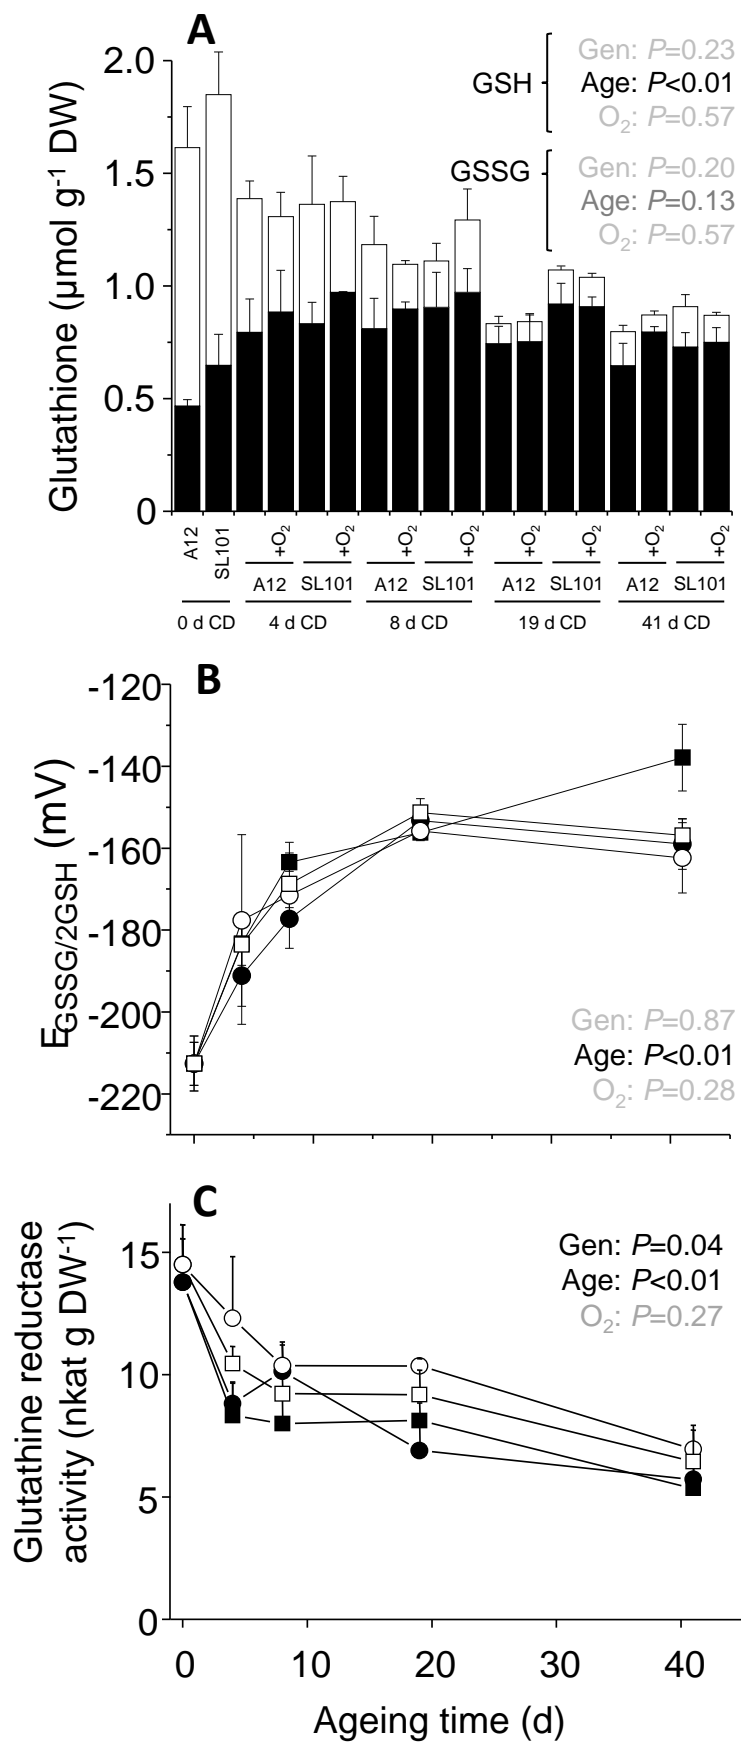 A
Gen: P=0.23
GSH
Age: P<0.01
O₂: P=0.57
GSSG
Gen: P=0.20
Age: P=0.13
O₂: P=0.57
Glutathione (µmol g⁻¹ DW)
2.0
1.5
1.0
0.5
0
A12
SL101
+O₂
+O₂
+O₂
+O₂
+O₂
+O₂
+O₂
+O₂
A12 SL101 A12 SL101 A12 SL101 A12 SL101
0 d CD 4 d CD 8 d CD 19 d CD 41 d CD
B
E GSSG/2GSH (mV)
-120
-140
-160
-180
-200
-220
Gen: P=0.87
Age: P<0.01
O₂: P=0.28
C
Glutathine reductase
activity (nkat g DW⁻¹)
15
10
5
0
Gen: P=0.04
Age: P<0.01
O₂: P=0.27
0 10 20 30 40
Ageing time (d)